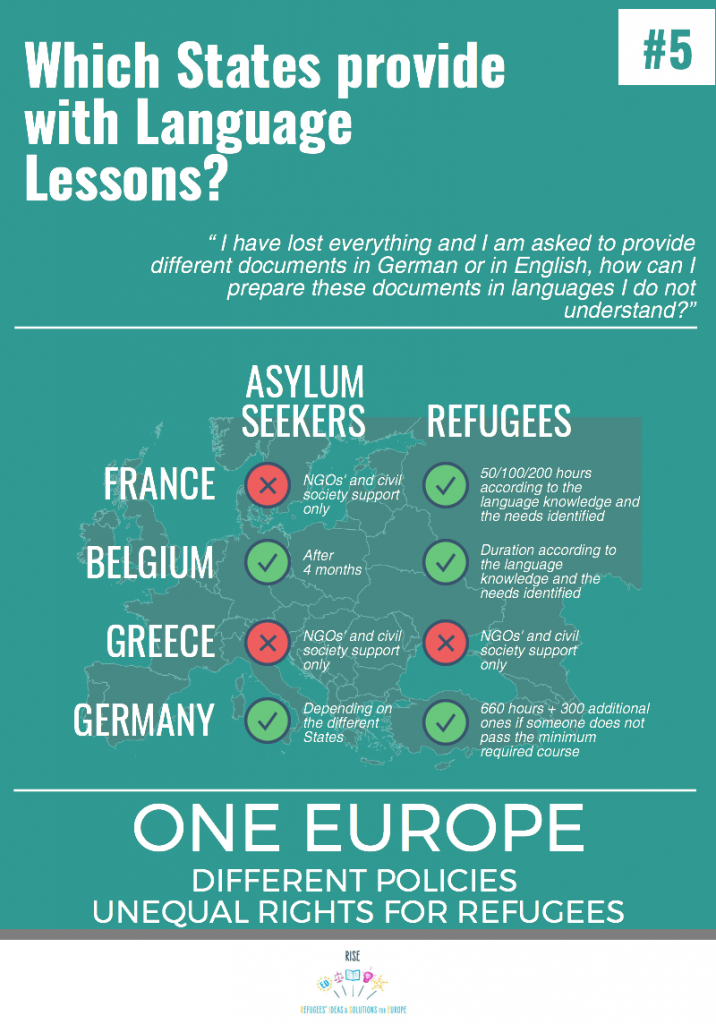 #5
Which States provide
with Language
Lessons?
“ I have lost everything and I am asked to provide
different documents in German or in English, how can I
prepare these documents in languages I do not
understand?”
ASYLUM
SEEKERS
REFUGEES
FRANCE
NGOs' and civil
society support
only
50/100/200 hours
according to the
language knowledge and
the needs identified
BELGIUM
After
4 months
Duration according to
the language
knowledge and the
needs identified
GREECE
NGOs' and civil
society support
only
NGOs' and civil
society support
only
GERMANY
Depending on
the different
States
660 hours + 300 additional
ones if someone does not
pass the minimum
required course
ONE EUROPE
DIFFERENT POLICIES
UNEQUAL RIGHTS FOR REFUGEES
RISE
REFUGEES' IDEAS & SOLUTIONS FOR EUROPE